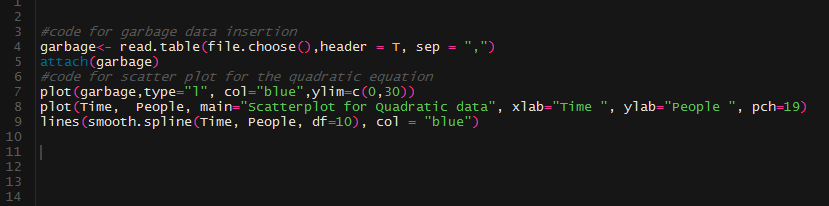 1
2
3 #code for garbage data insertion
4 garbage<- read.table(file.choose(),header = T, sep = ",")
5 attach(garbage)
6 #code for scatter plot for the quadratic equation
7 plot(garbage,type="l", col="blue",ylim=c(0,30))
8 plot(Time,  People, main="Scatterplot for Quadratic data", xlab="Time ", ylab="People ", pch=19)
9 lines(smooth.spline(Time, People, df=10), col = "blue")
10
11
12
13
14